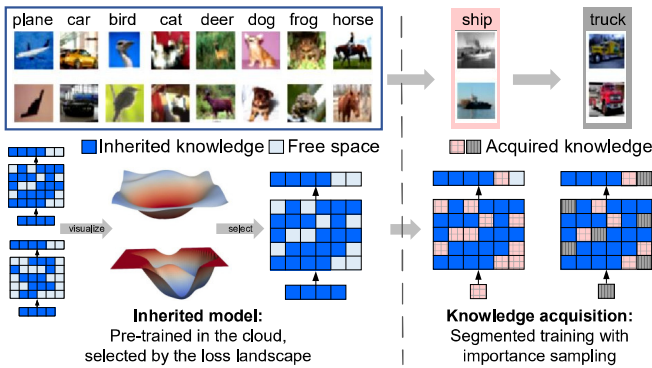 plane car bird cat deer dog frog horse ship truck
Inherited knowledge Free space Acquired knowledge
visualize select
Inherited model:
Pre-trained in the cloud,
selected by the loss landscape
Knowledge acquisition:
Segmented training with
importance sampling